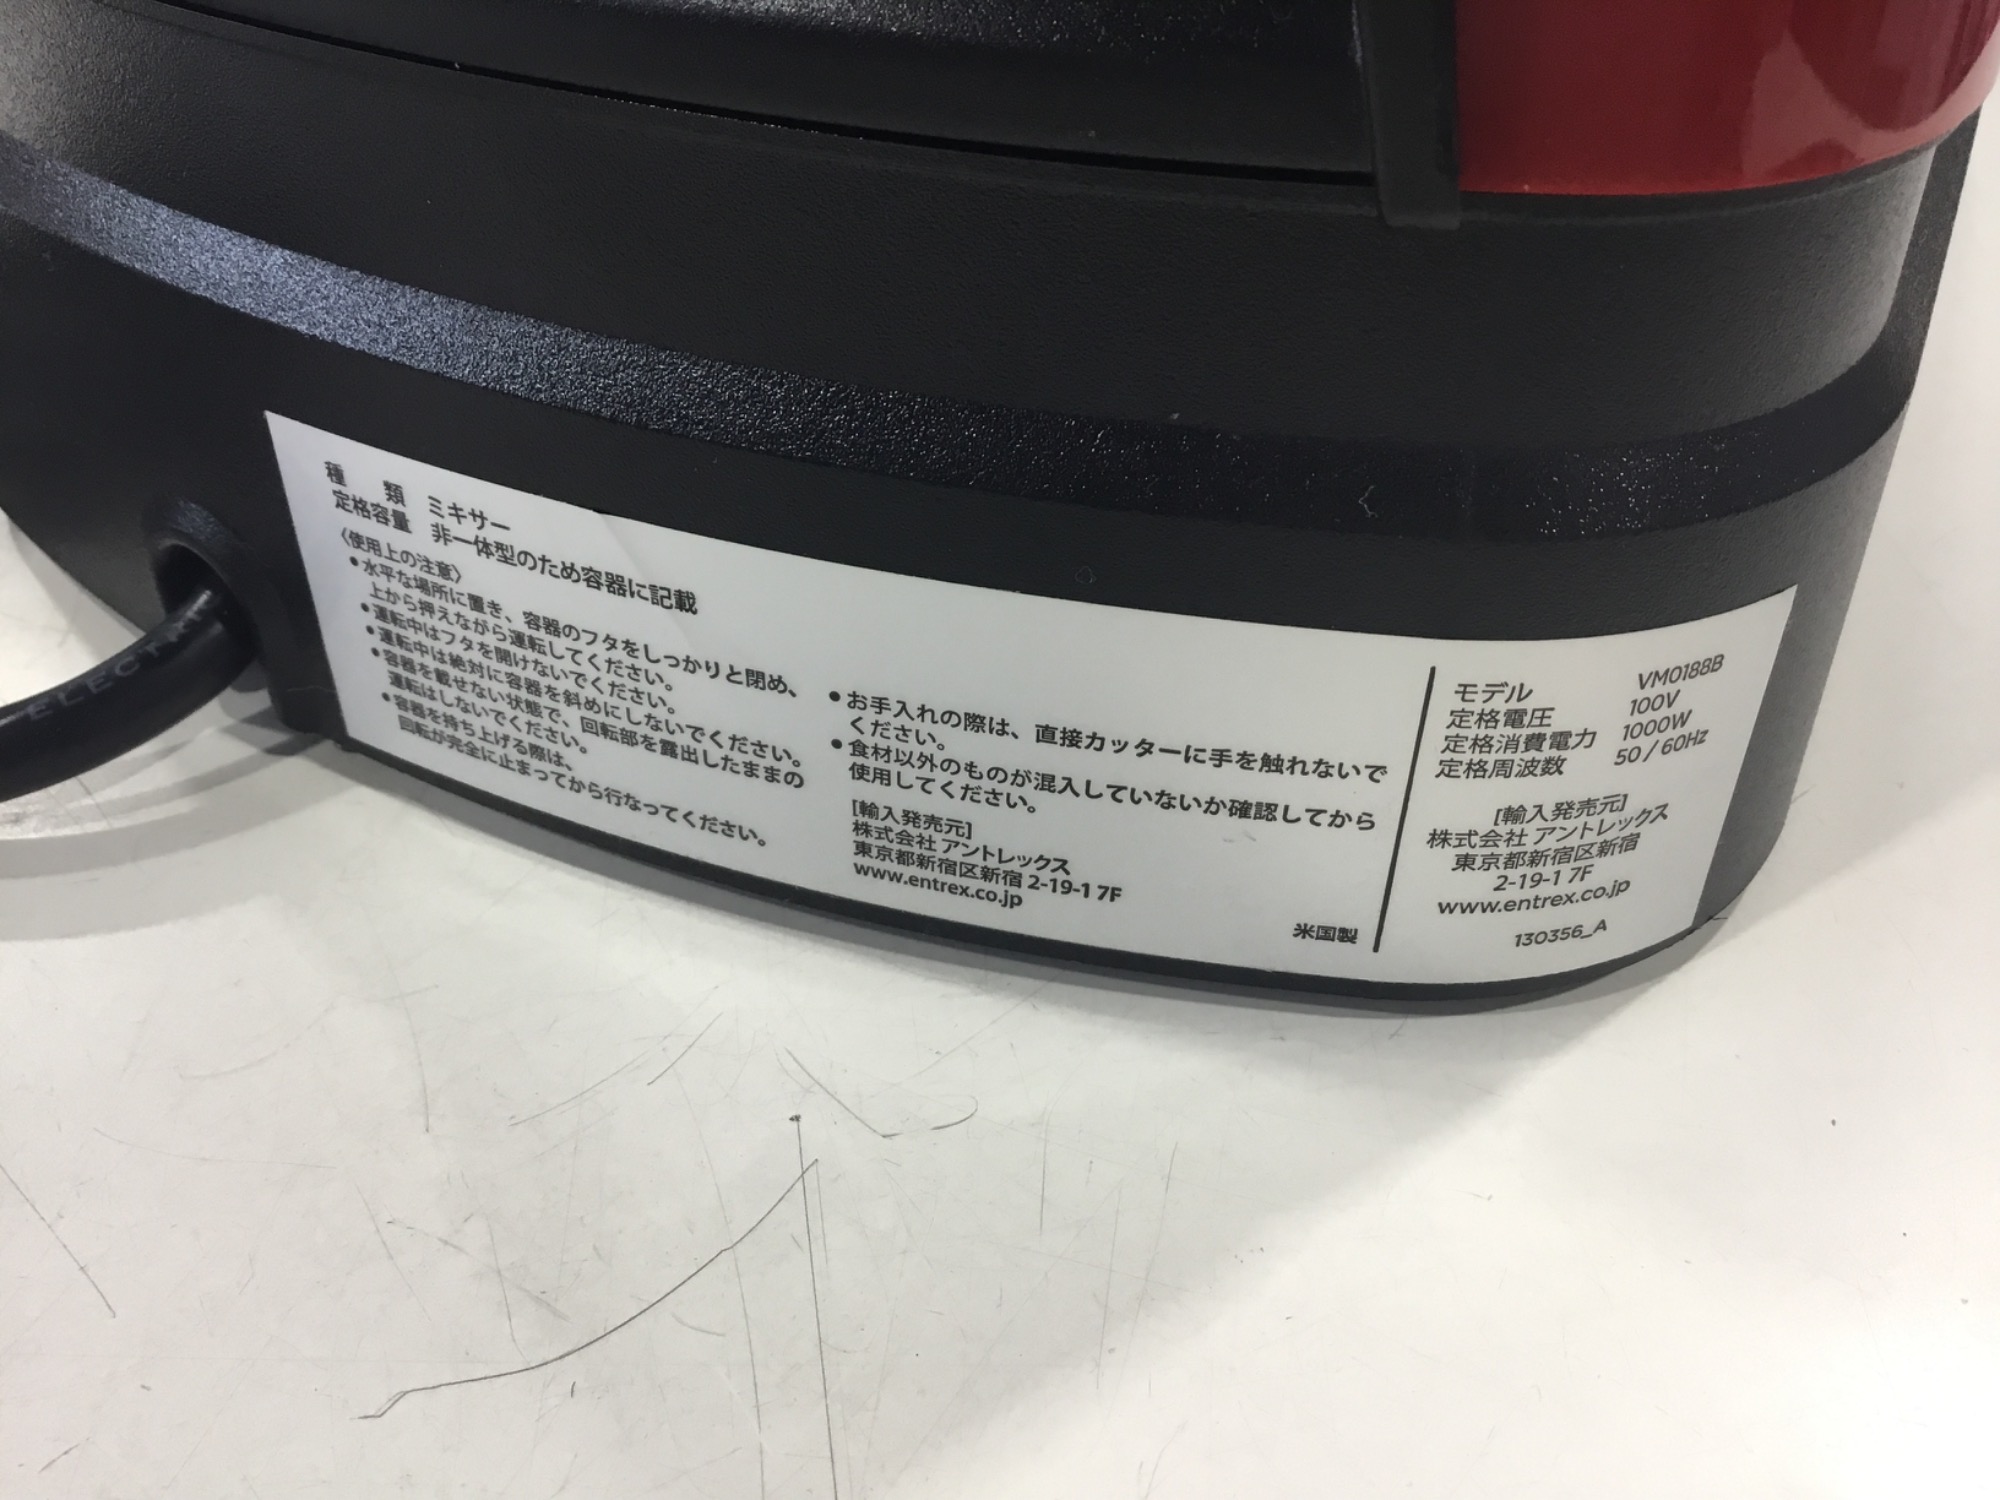 種　類　ミキサー
定格容量　非一体型のため容器に記載
〈使用上の注意〉
●水平な場所に置き、容器のフタをしっかりと閉め、
上から押えながら運転してください。
●運転中はフタを開けないでください。
●運転中は絶対に容器を斜めにしないでください。
●容器を載せない状態で、回転部を露出したままの
運転はしないでください。
●容器を持ち上げる際は、
回転が完全に止まってから行なってください。
●お手入れの際は、直接カッターに手を触れないで
ください。
●食材以外のものが混入していないか確認してから
使用してください。
[輸入発売元]
株式会社 アントレックス
東京都新宿区新宿 2-19-1 7F
www.entrex.co.jp
米国製
モデル　VM0188B
定格電圧　100V
定格消費電力　1000W
定格周波数　50 / 60Hz
[輸入発売元]
株式会社 アントレックス
東京都新宿区新宿
2-19-1 7F
www.entrex.co.jp
130356_A